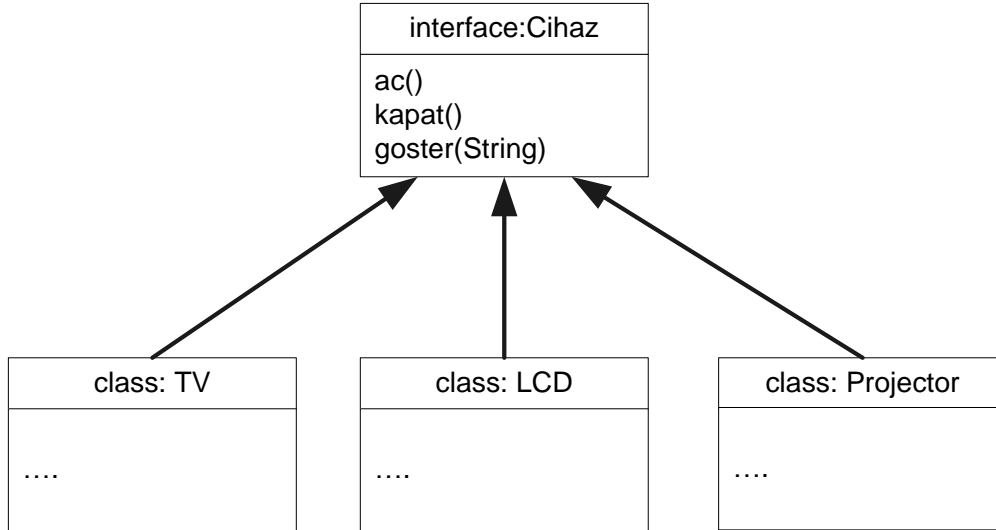 interface:Cihaz
ac()
kapat()
goster(String)
class: TV
....
class: LCD
....
class: Projector
....